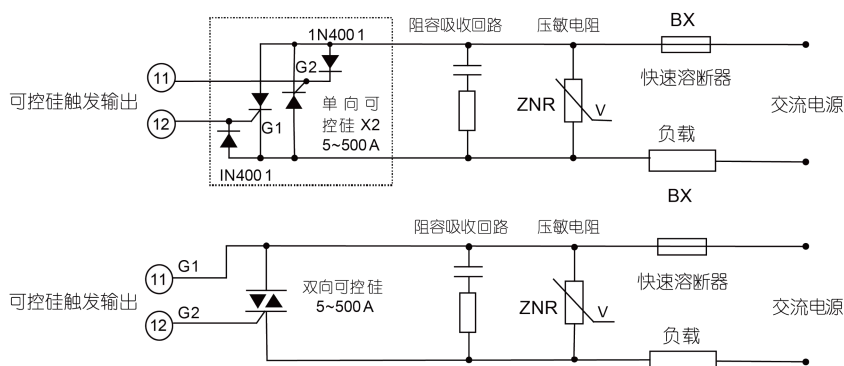 阻容吸收回路
压敏电阻
BX
1N4001
11
G2
快速溶断器
可控硅触发输出
单向可
ZNR
V
交流电源
12
G1
控硅 X2
5~500A
负载
IN4001
BX
阻容吸收回路
压敏电阻
11
G1
快速溶断器
可控硅触发输出
双向可控硅
5~500A
ZNR
V
交流电源
12
G2
负载